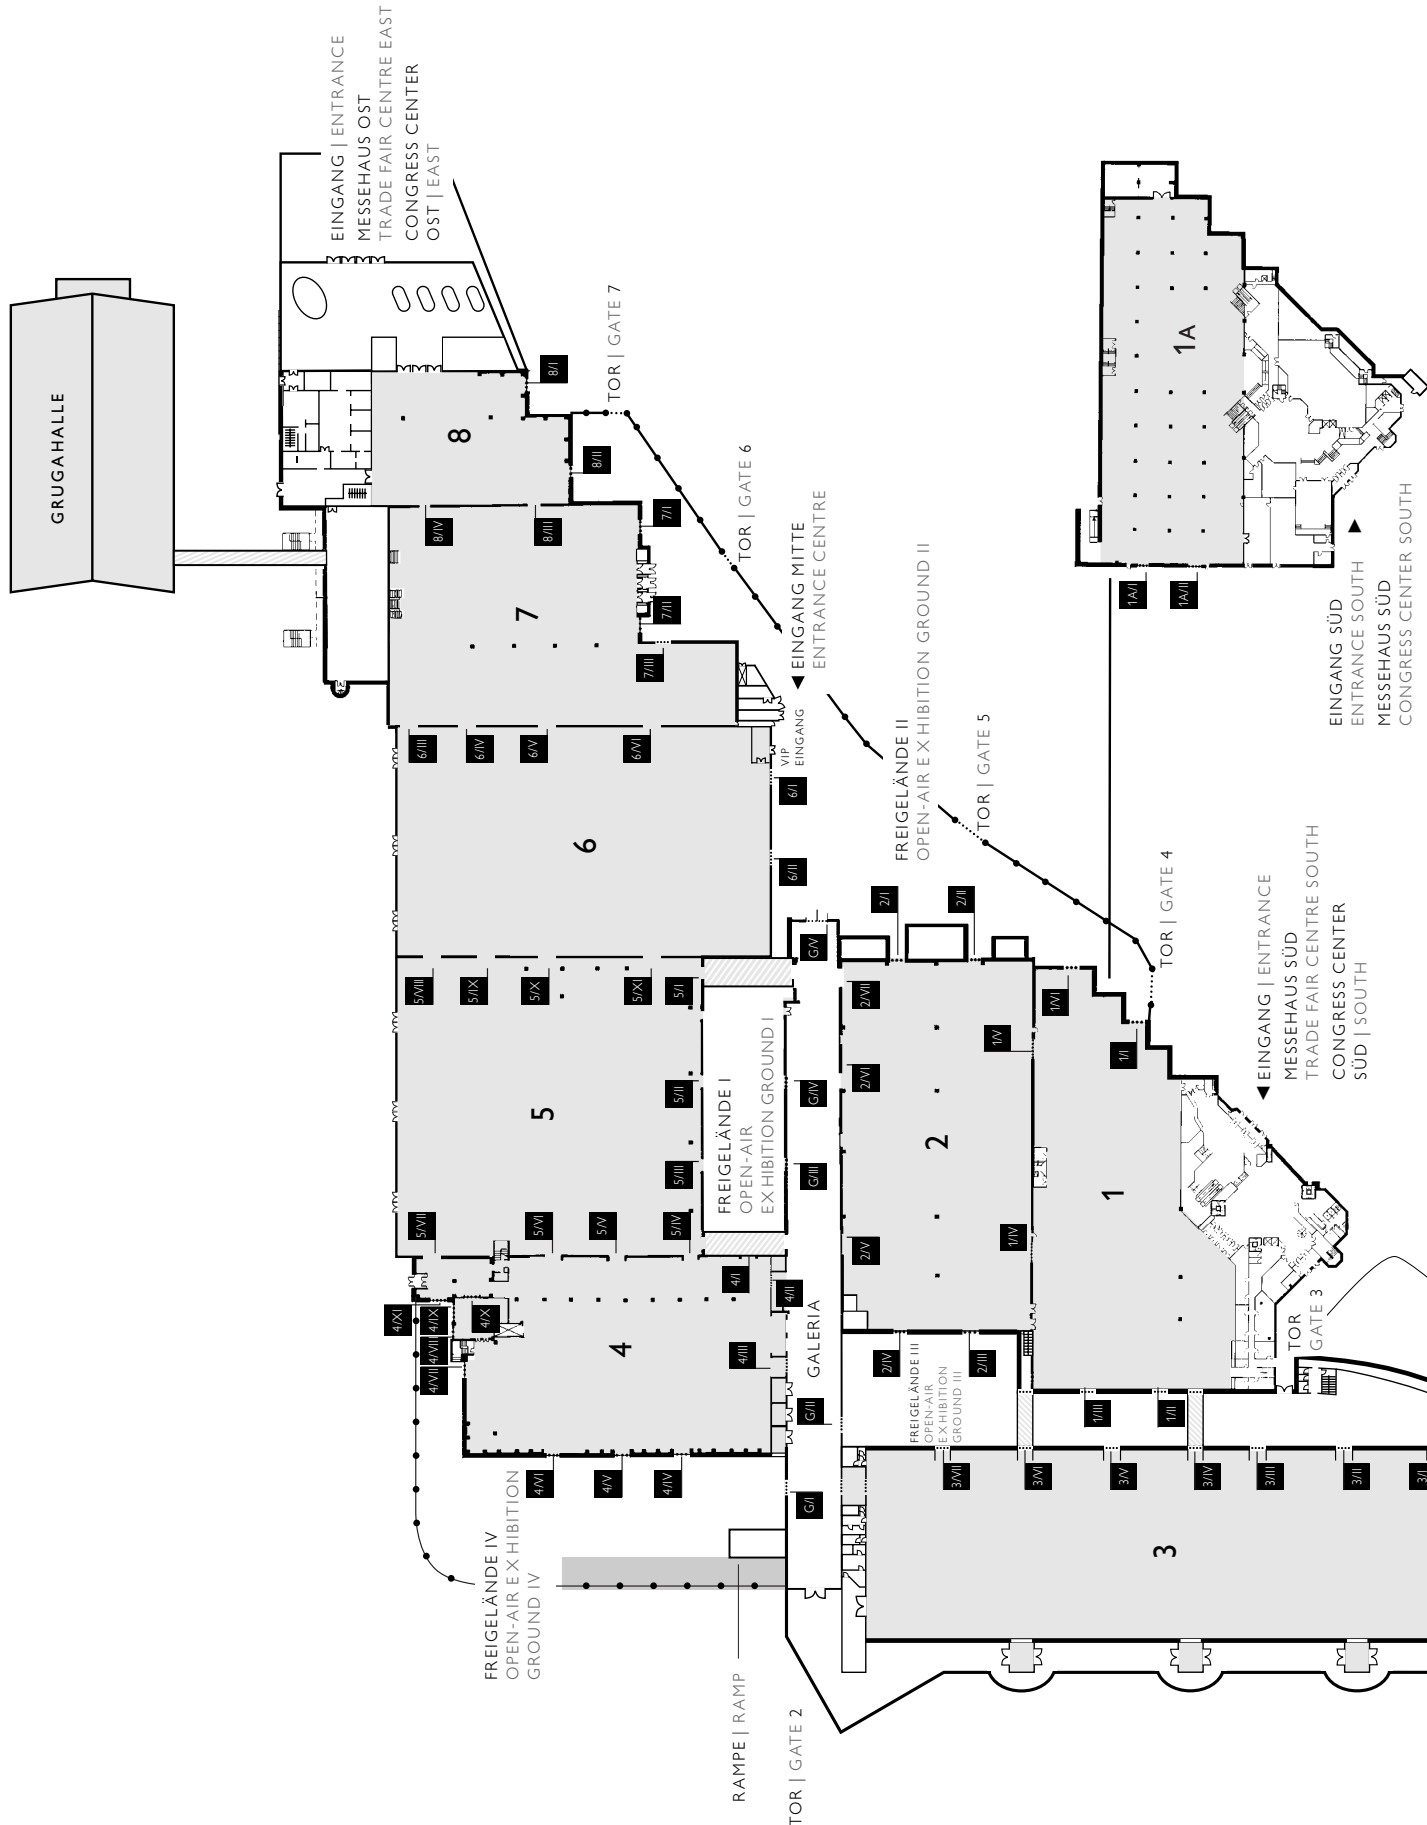 GRUGAHALLE
EINGANG | ENTRANCE
MESSEHAUS OST
TRADE FAIR CENTRE EAST
CONGRESS CENTER
OST | EAST
8
8/I
8/II
8/III
8/IV
TOR | GATE 7
TOR | GATE 6
7
7/I
7/II
7/III
EINGANG MITTE
ENTRANCE CENTRE
VIP
EINGANG
6
6/III
6/IV
6/V
6/VI
6/I
6/II
FREIGELÄNDE II
OPEN-AIR EXHIBITION GROUND II
TOR | GATE 5
TOR | GATE 4
5
5/VIII
5/IX
5/X
5/XI
5/I
5/II
5/III
5/IV
5/V
5/VI
5/VII
FREIGELÄNDE I
OPEN-AIR
EXHIBITION GROUND I
GALERIA
G/V
G/IV
G/III
G/II
G/I
4
4/I
4/II
4/III
4/IV
4/V
4/VI
4/VII
4/VIII
4/IX
4/X
4/XI
FREIGELÄNDE IV
OPEN-AIR EXHIBITION
GROUND IV
RAMPE | RAMP
TOR | GATE 2
2
2/I
2/II
2/III
2/IV
2/V
2/VI
2/VII
FREIGELÄNDE III
OPEN-AIR
EXHIBITION
GROUND III
1
1/I
1/II
1/III
1/IV
1/V
1/VI
EINGANG | ENTRANCE
MESSEHAUS SÜD
TRADE FAIR CENTRE SOUTH
CONGRESS CENTER
SÜD | SOUTH
TOR
GATE 3
3
3/VII
3/VI
3/V
3/IV
3/III
3/II
3/I
1A
1A/I
1A/II
EINGANG SÜD
ENTRANCE SOUTH
MESSEHAUS SÜD
CONGRESS CENTER SOUTH